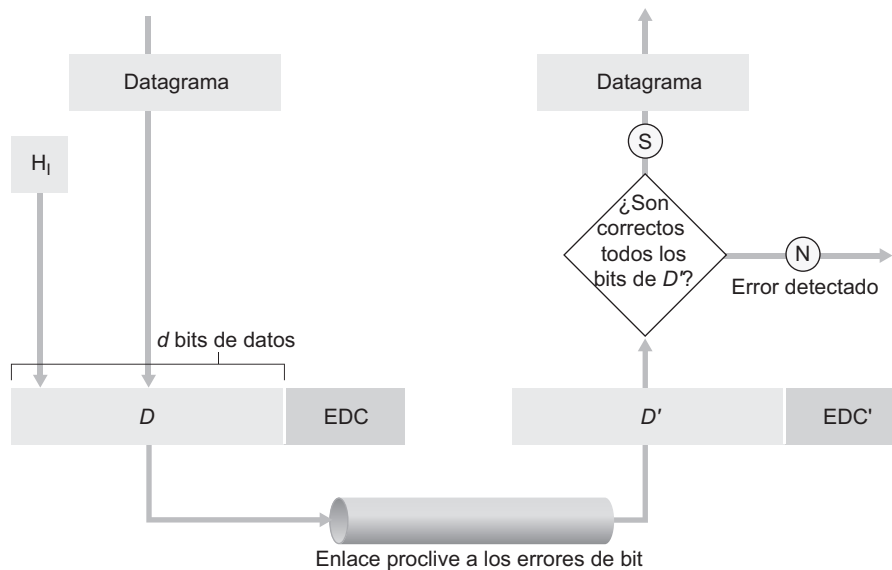 Datagrama
Datagrama
H_l
S
¿Son
correctos
todos los
bits de D'?
N
Error detectado
d bits de datos
D
EDC
D'
EDC'
Enlace proclive a los errores de bit